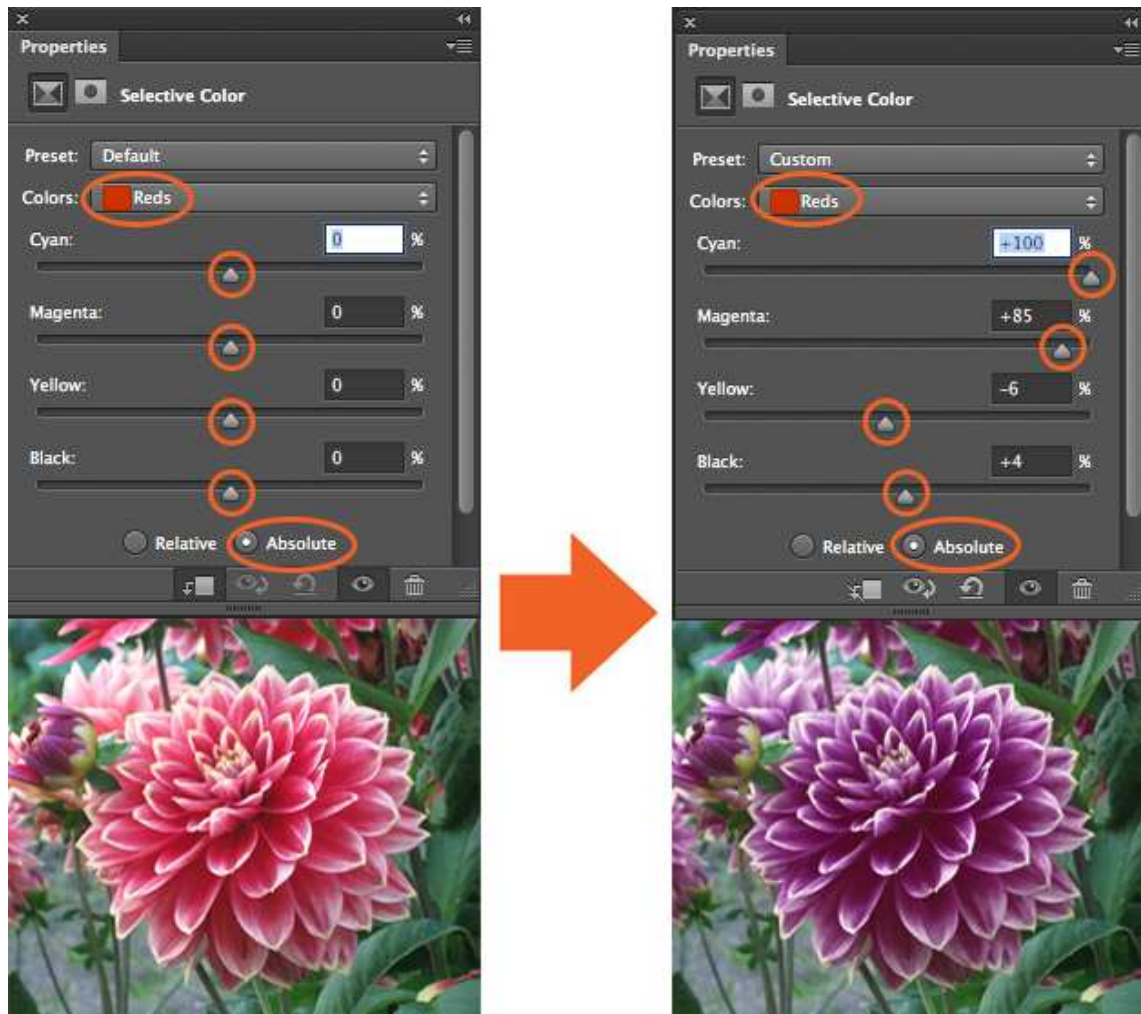 Properties
Selective Color
Preset: Default
Colors: Reds
Cyan: 0 %
Magenta: 0 %
Yellow: 0 %
Black: 0 %
Relative Absolute
Properties
Selective Color
Preset: Custom
Colors: Reds
Cyan: +100 %
Magenta: +85 %
Yellow: -6 %
Black: +4 %
Relative Absolute